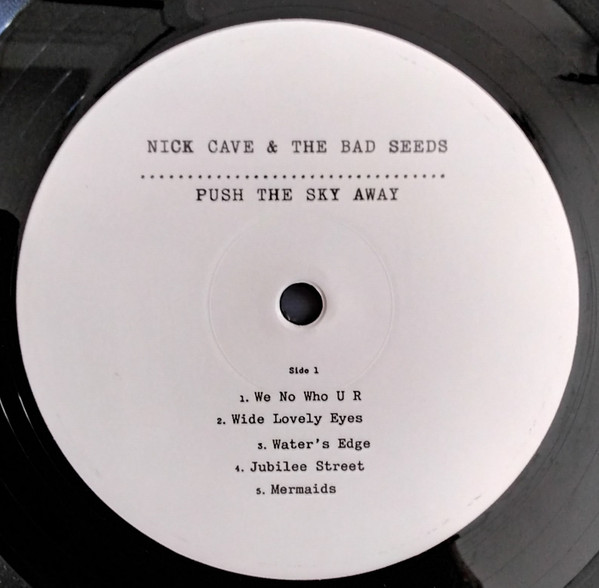 NICK CAVE & THE BAD SEEDS
PUSH THE SKY AWAY
Side 1
1. We No Who U R
2. Wide Lovely Eyes
3. Water's Edge
4. Jubilee Street
5. Mermaids